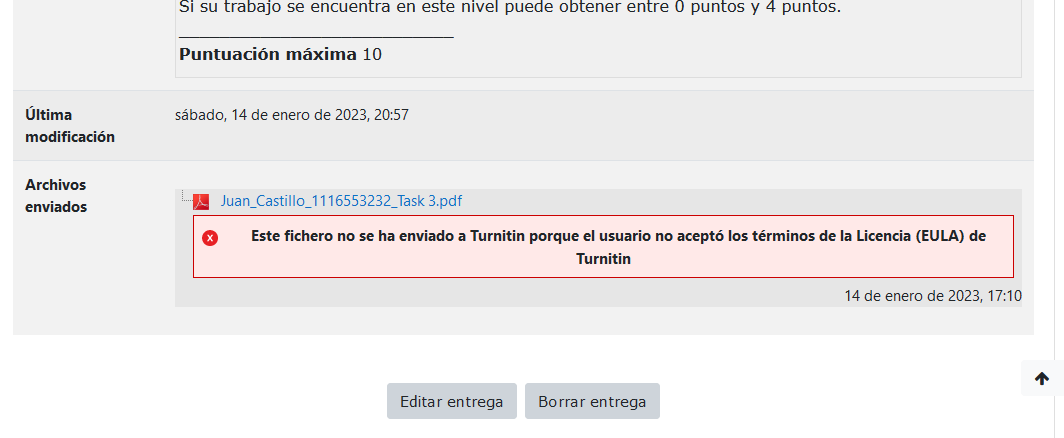 Si su trabajo se encuentra en este nivel puede obtener entre 0 puntos y 4 puntos.
Puntuación máxima 10
Última
modificación
sábado, 14 de enero de 2023, 20:57
Archivos
enviados
Juan_Castillo_1116553232_Task 3.pdf
Este fichero no se ha enviado a Turnitin porque el usuario no aceptó los términos de la Licencia (EULA) de
Turnitin
14 de enero de 2023, 17:10
Editar entrega
Borrar entrega